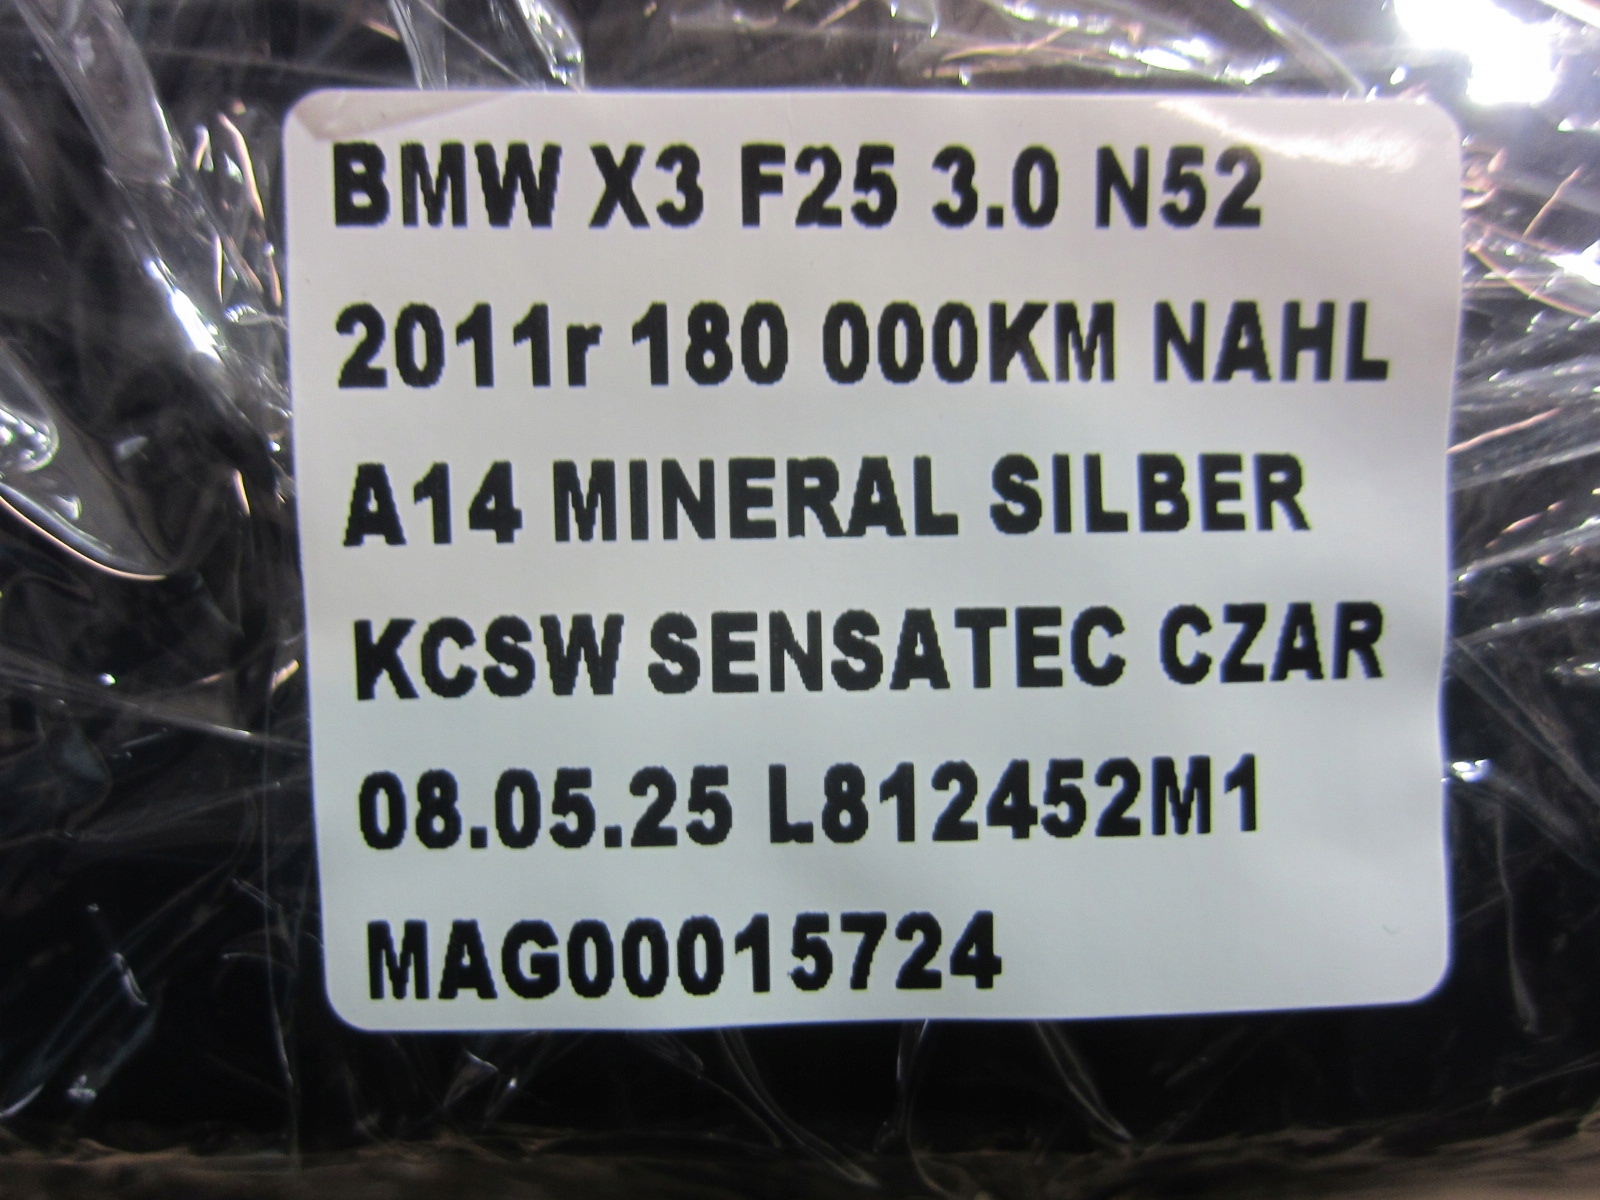 BMW X3 F25 3.0 N52
2011r 180 000KM NAHL
A14 MINERAL SILBER
KCSW SENSATEC CZAR
08.05.25 L812452M1
MAG00015724